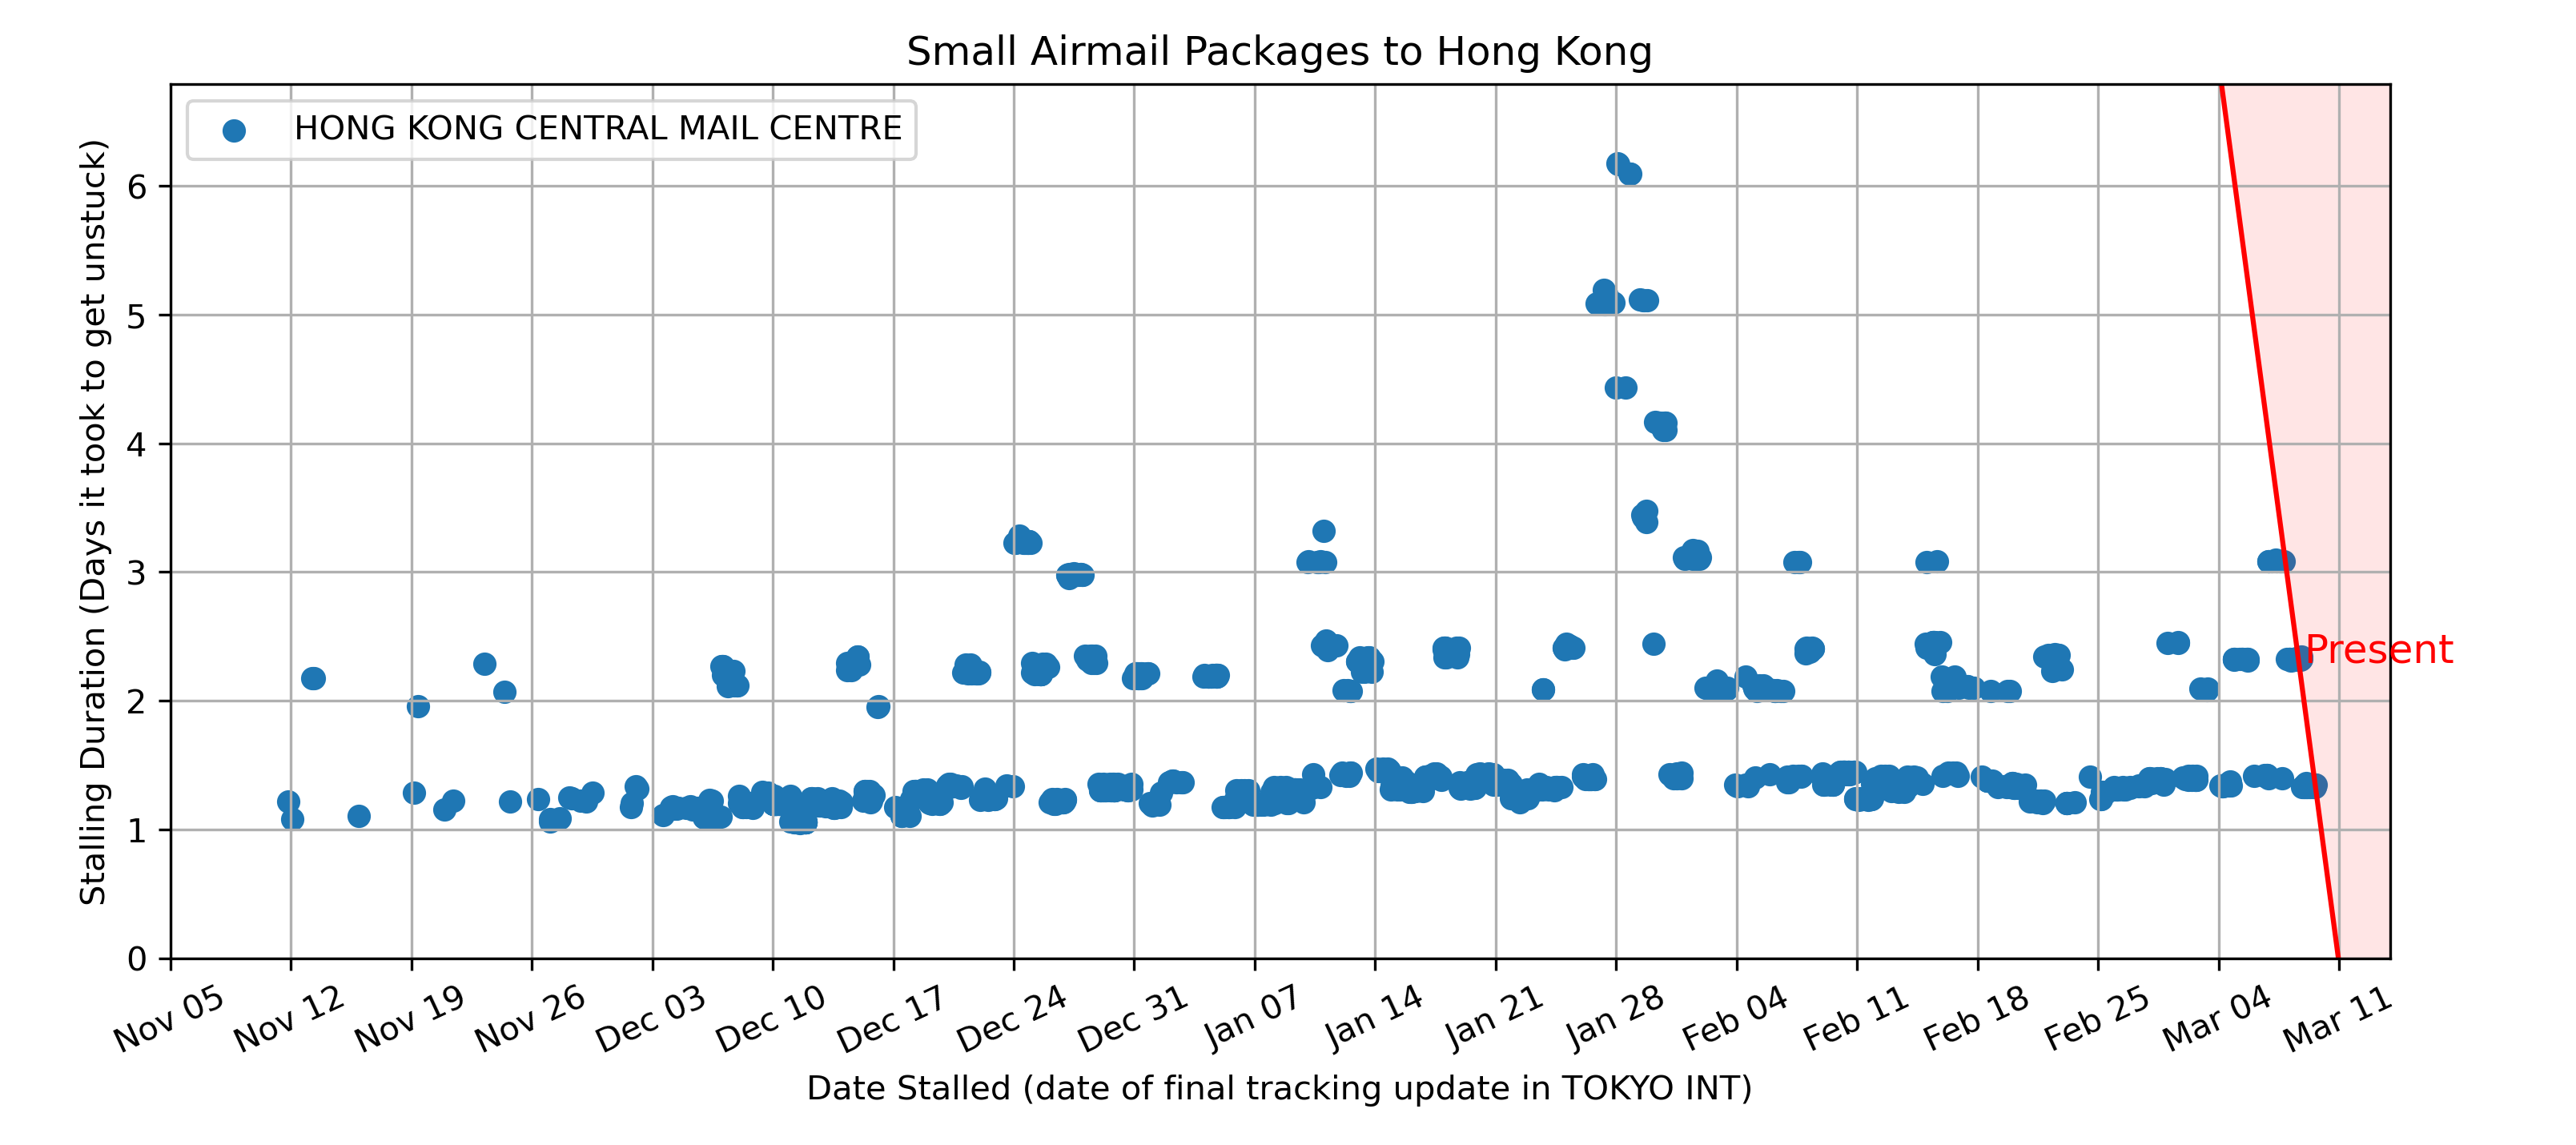 Small Airmail Packages to Hong Kong
HONG KONG CENTRAL MAIL CENTRE
Stalling Duration (Days it took to get unstuck)
6
5
4
3
2
1
0
Present
Nov 05
Nov 12
Nov 19
Nov 26
Dec 03
Dec 10
Dec 17
Dec 24
Dec 31
Jan 07
Jan 14
Jan 21
Jan 28
Feb 04
Feb 11
Feb 18
Feb 25
Mar 04
Mar 11
Date Stalled (date of final tracking update in TOKYO INT)